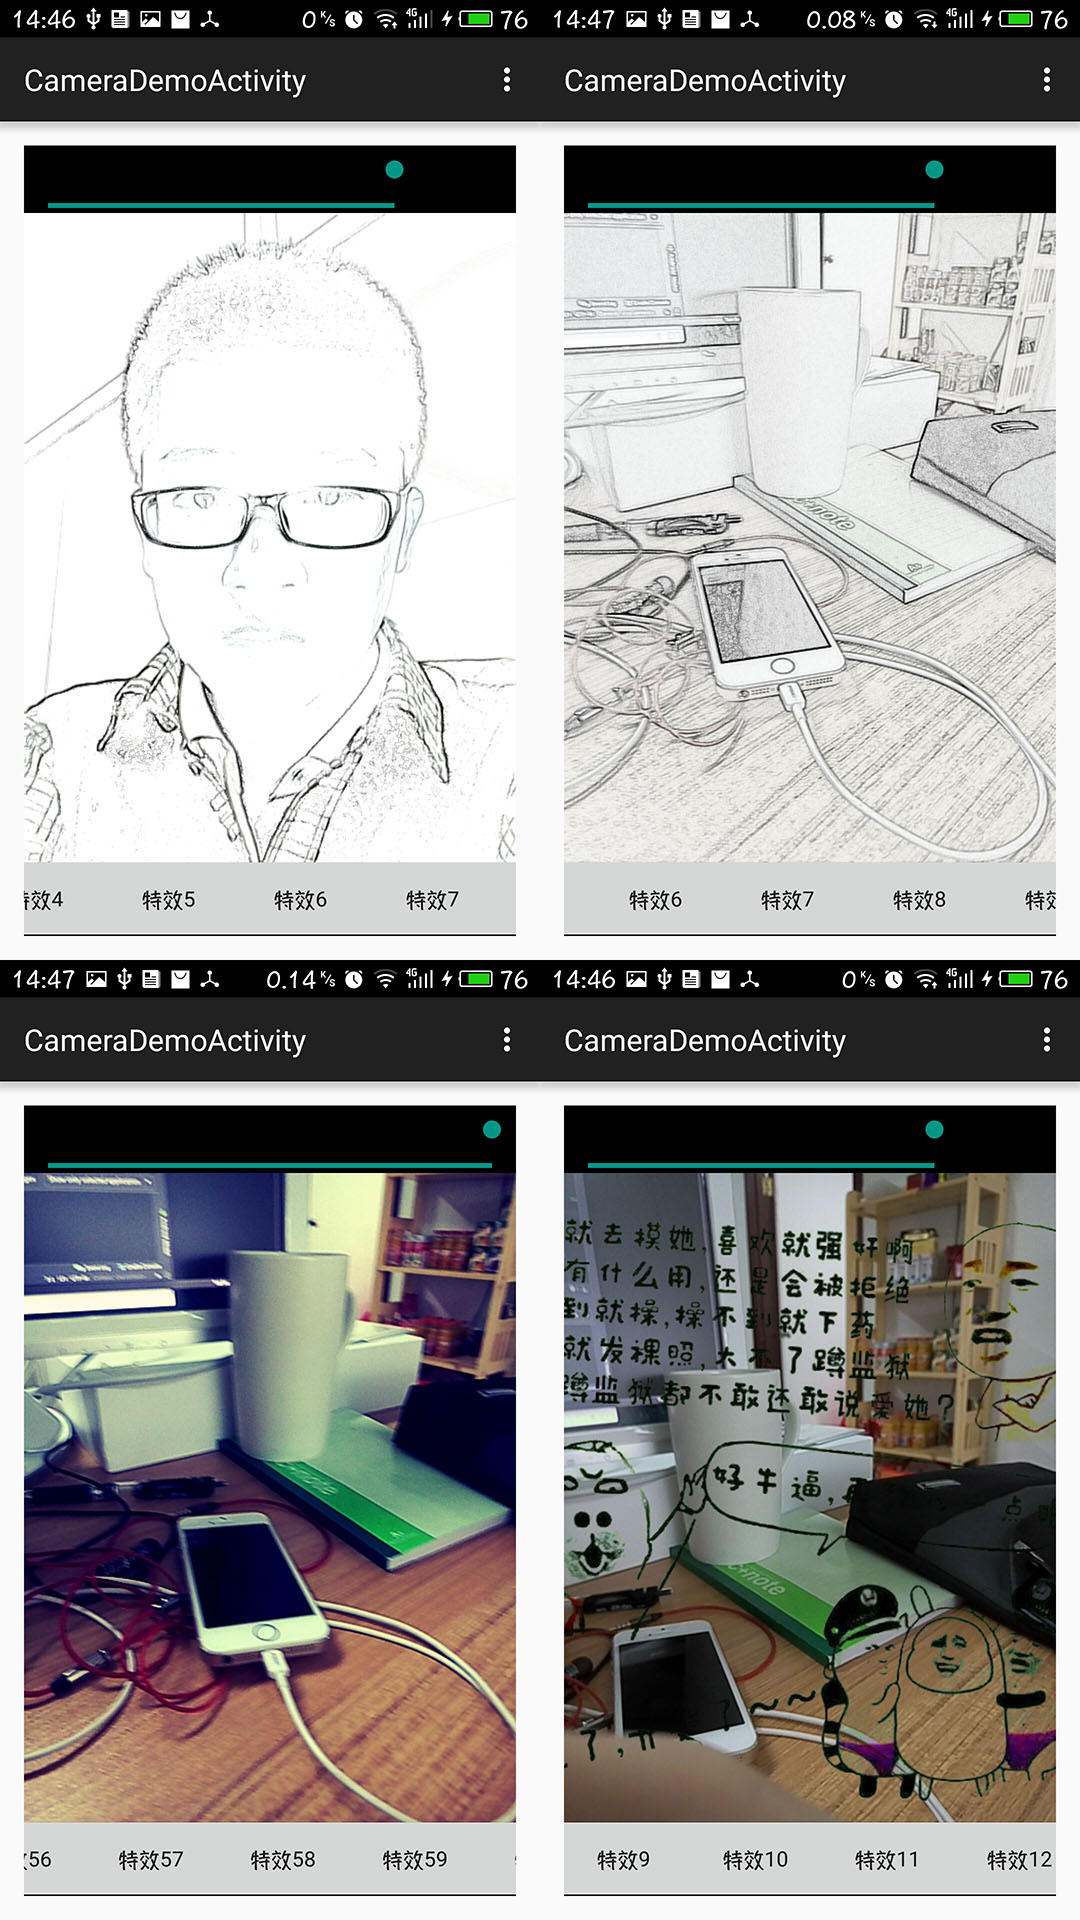 14:46 0 K/s 4G 76
CameraDemoActivity
特效4 特效5 特效6 特效7
14:47 0.08 K/s 4G 76
CameraDemoActivity
note
特效6 特效7 特效8
14:47 0.14 K/s 4G 76
CameraDemoActivity
note
56 特效57 特效58 特效59
14:46 0 K/s 4G 76
CameraDemoActivity
就去摸她,喜欢就强奸啊
有什么用,还是会被拒绝
到就操,操不到就下药
就发裸照,大不了蹲监狱
蹲监狱都不敢还敢说爱她?
好牛逼,再
点
note
特效9 特效10 特效11 特效12